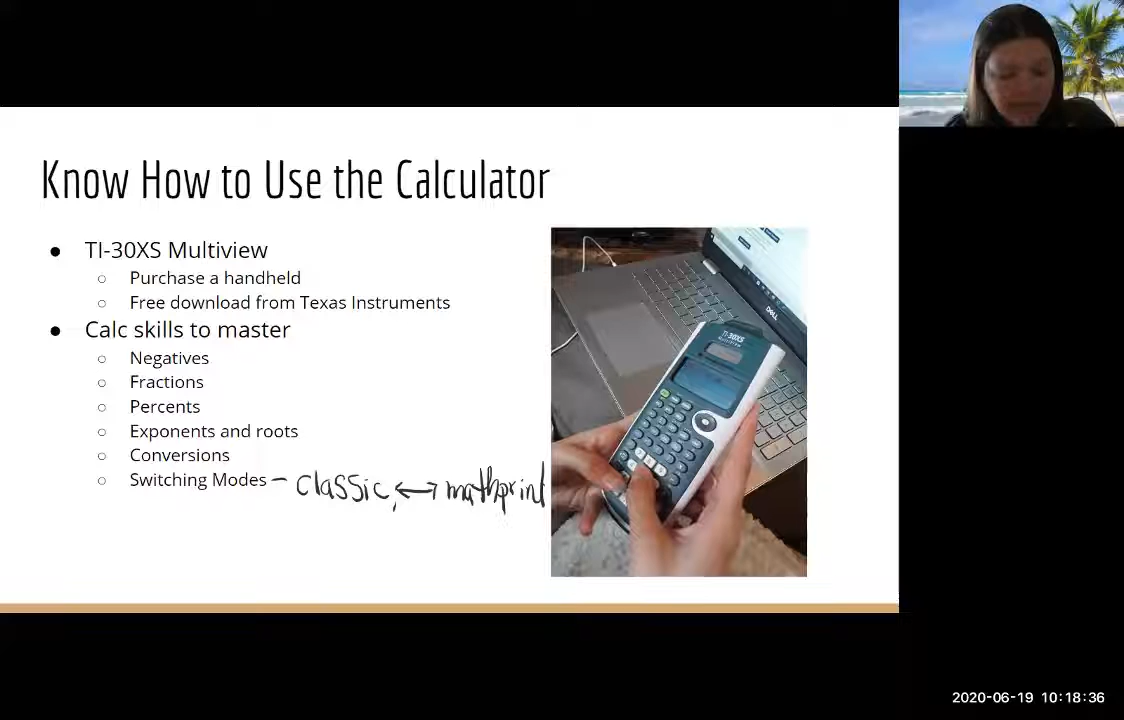 Know How to Use the Calculator
● TI-30XS Multiview
○ Purchase a handheld
○ Free download from Texas Instruments
● Calc skills to master
○ Negatives
○ Fractions
○ Percents
○ Exponents and roots
○ Conversions
○ Switching Modes - classic ↔ mathprint
TI-30XS
DELL
2020-06-19 10:18:36